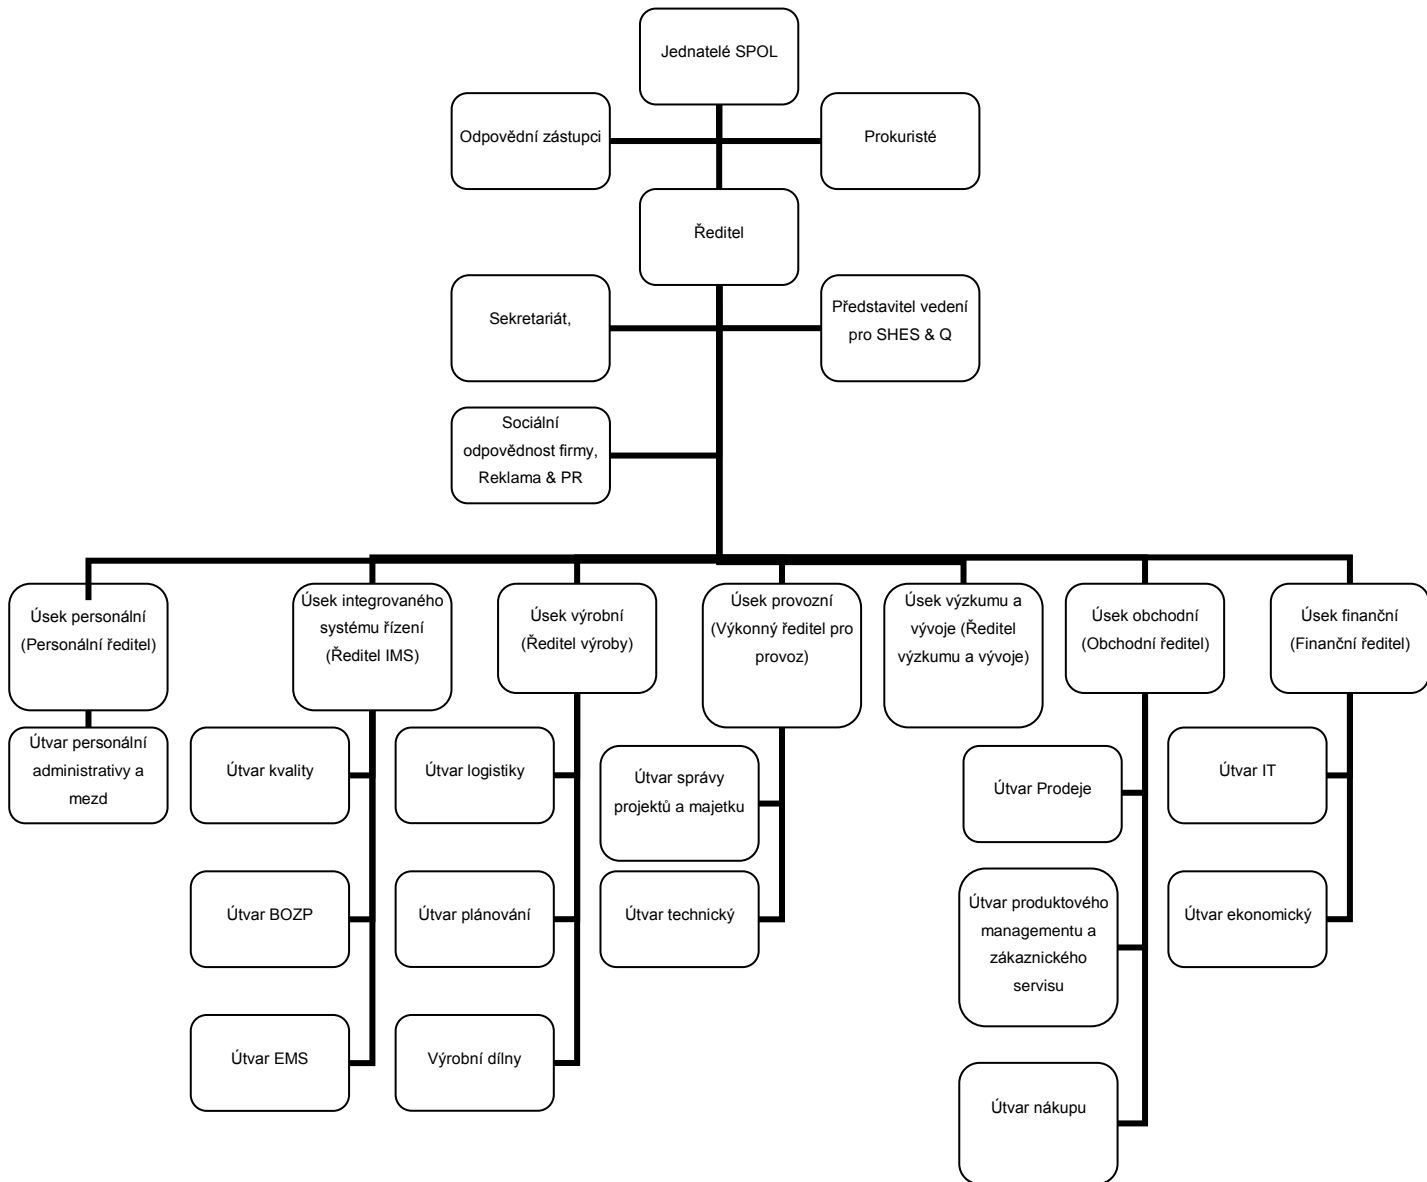 Jednatelé SPOL
Odpovědní zástupci
Prokuristé
Ředitel
Sekretariát,
Představitel vedení
pro SHES & Q
Sociální
odpovědnost firmy,
Reklama & PR
Úsek personální
(Personální ředitel)
Úsek integrovaného
systému řízení
(Ředitel IMS)
Úsek výrobní
(Ředitel výroby)
Úsek provozní
(Výkonný ředitel pro
provoz)
Úsek výzkumu a
vývoje (Ředitel
výzkumu a vývoje)
Úsek obchodní
(Obchodní ředitel)
Úsek finanční
(Finanční ředitel)
Útvar personální
administrativy a
mezd
Útvar kvality
Útvar logistiky
Útvar správy
projektů a majetku
Útvar Prodeje
Útvar IT
Útvar BOZP
Útvar plánování
Útvar technický
Útvar produktového
managementu a
zákaznického
servisu
Útvar ekonomický
Útvar EMS
Výrobní dílny
Útvar nákupu